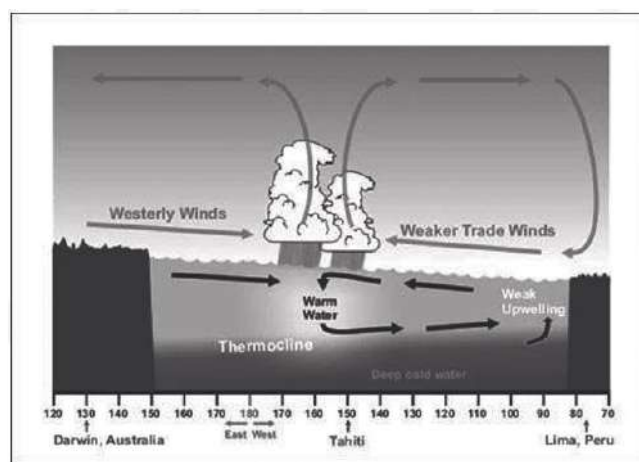 Westerly Winds
Weaker Trade Winds
Warm
Water
Weak
Upwelling
Thermocline
Deep cold water
120 130 140 150 160 170 180 170 160 150 140 130 120 110 100 90 80 70
Darwin, Australia
East West
Tahiti
Lima, Peru